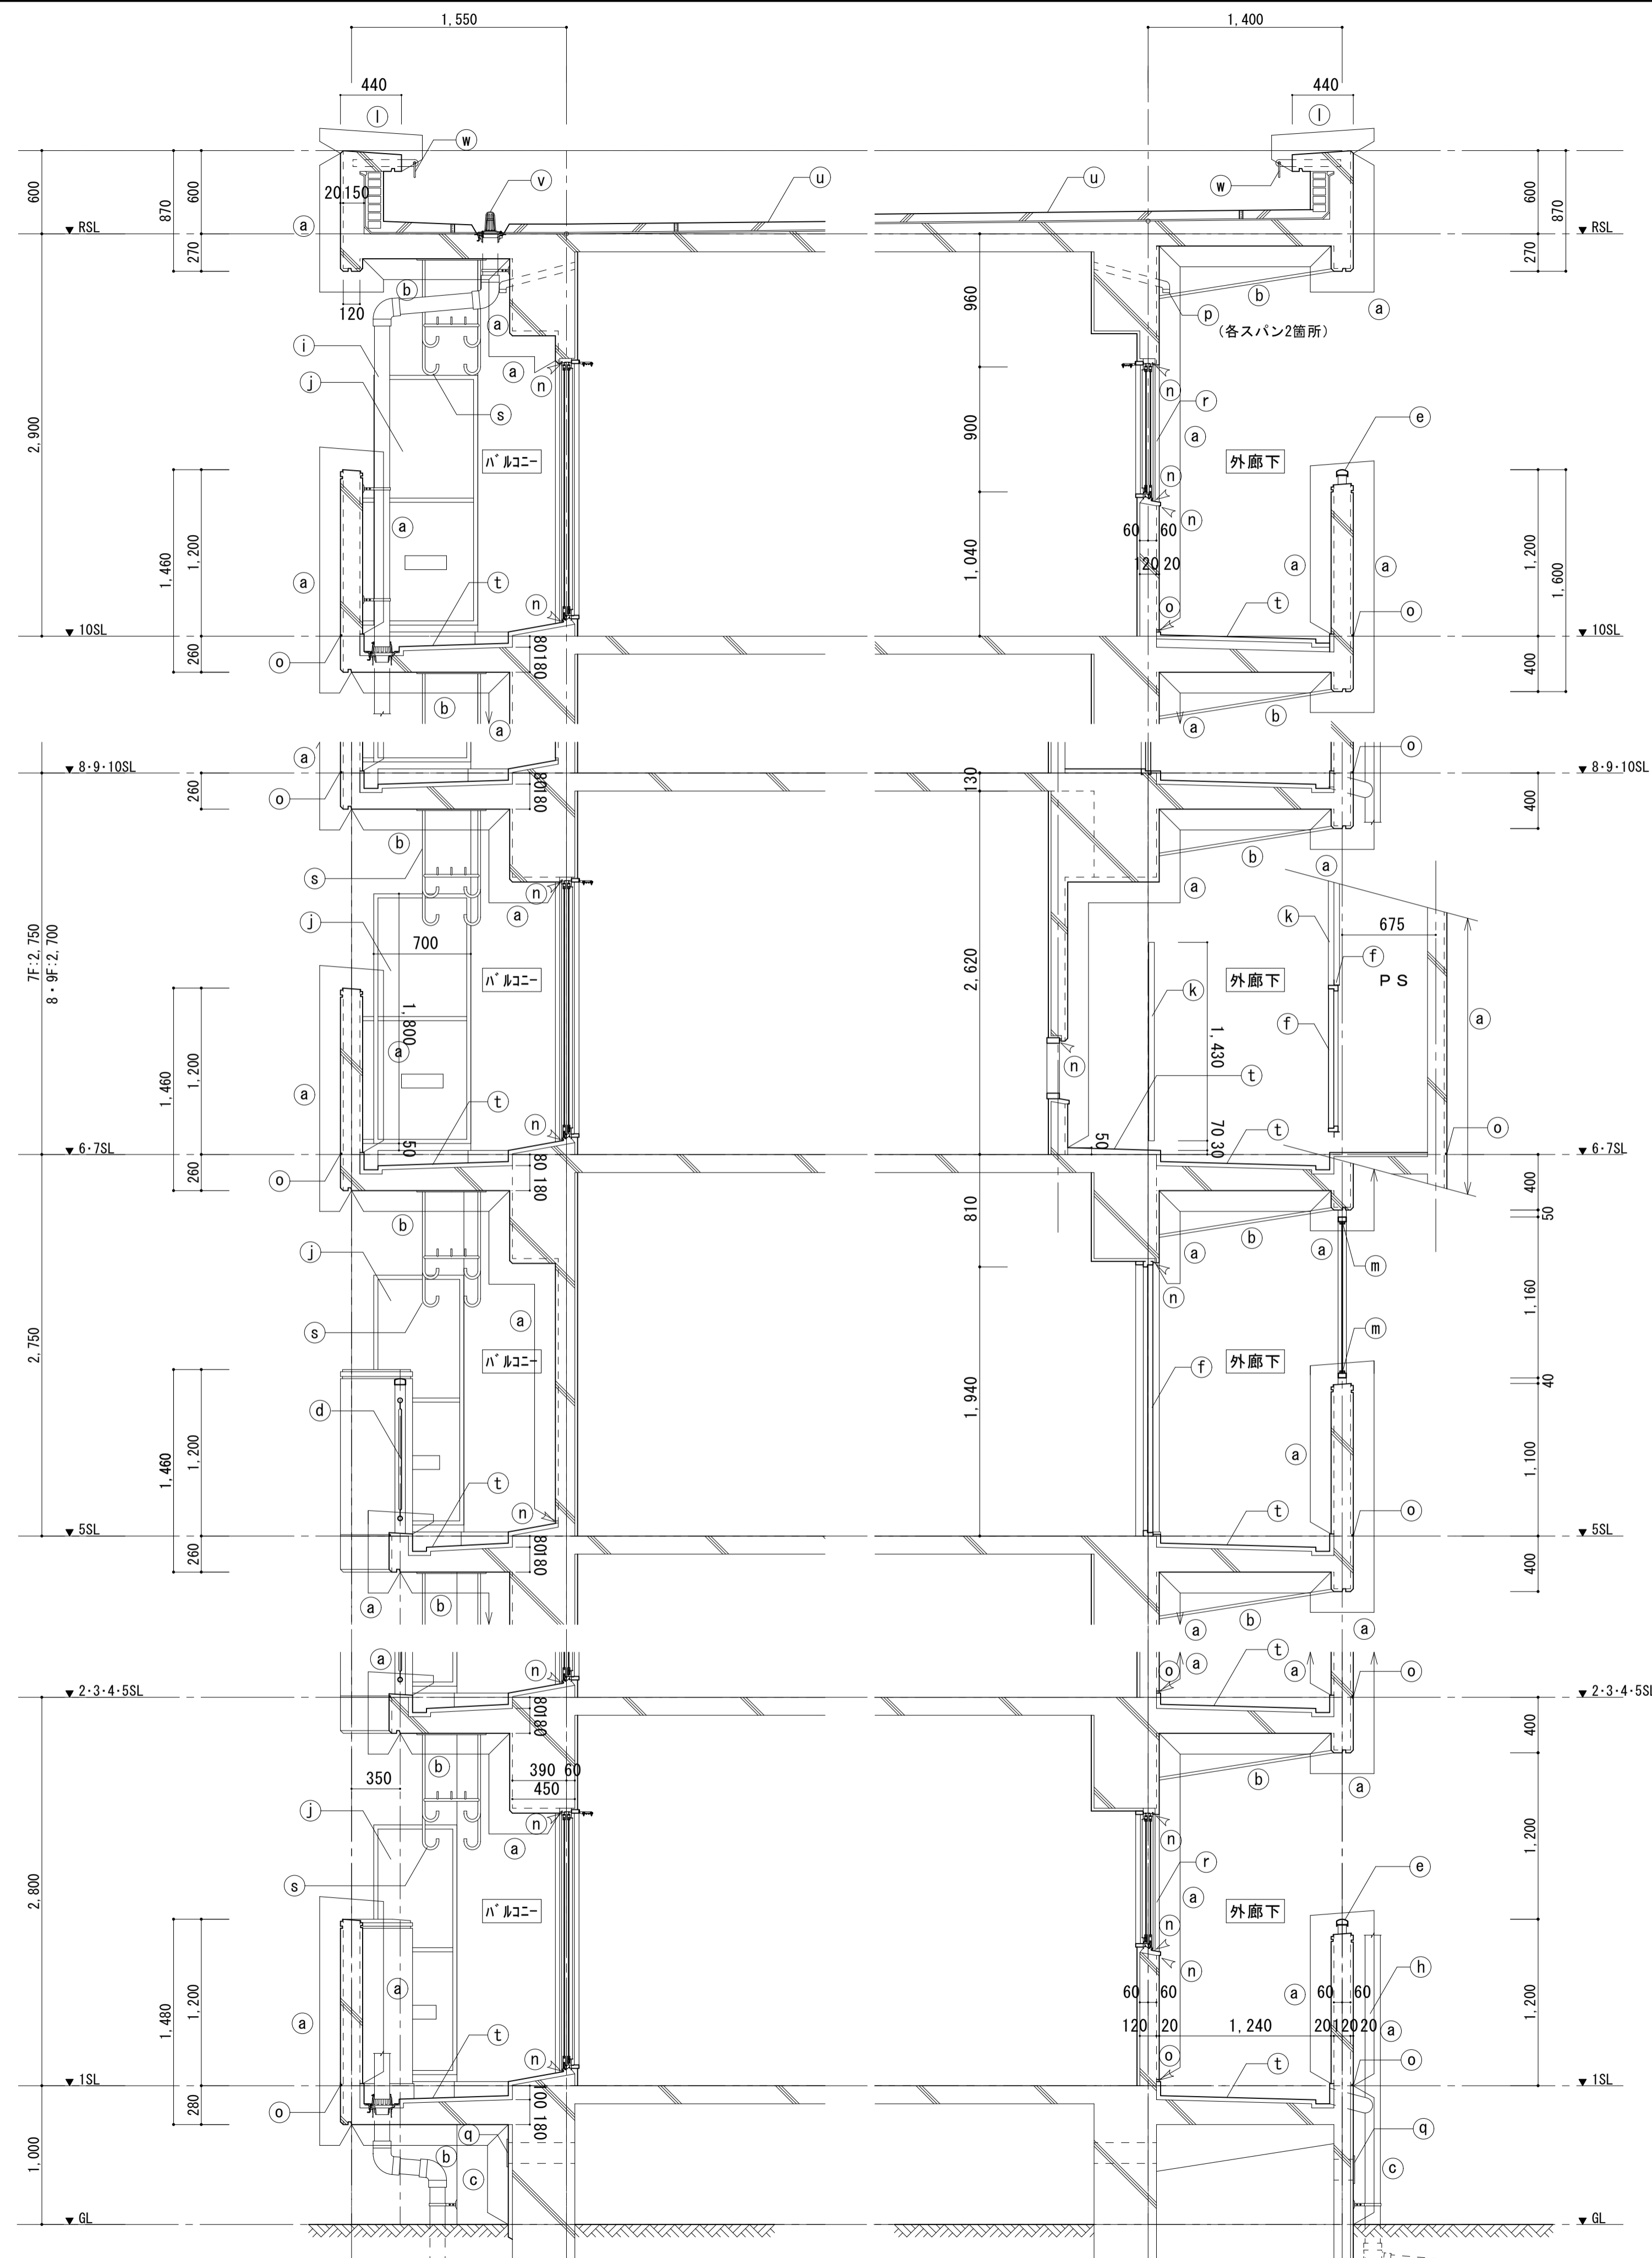 1,550
1,400
440
440
l
l
w
w
v
u
u
600
870
600
20 150
a
▼ RSL
270
120
b
a
a
n
i
j
s
960
p
(各スパン2箇所)
b
a
n
r
a
e
600
870
▼ RSL
270
2,900
バルコニー
900
外廊下
n
n
60
60
120
20
1,460
1,200
a
a
t
n
1,040
o
a
t
a
o
1,200
1,600
▼ 10SL
260
o
80
180
b
a
a
b
▼ 10SL
400
a
▼ 8・9・10SL
260
o
80
180
130
o
▼ 8・9・10SL
400
b
s
n
a
j
700
バルコニー
7F:2,750
8・9F:2,700
1,460
1,200
a
1,800
a
t
n
50
2,620
b
a
a
k
675
f
外廊下
PS
k
f
a
1,430
n
t
50
70
30
t
o
▼ 6・7SL
260
o
80
180
▼ 6・7SL
400
50
b
j
s
a
バルコニー
810
a
b
a
m
n
1,160
m
外廊下
f
2,750
1,460
1,200
d
t
n
1,940
a
40
1,100
t
o
▼ 5SL
260
80
180
▼ 5SL
400
a
b
b
a
a
a
n
o
a
t
a
o
▼ 2・3・4・5SL
80
180
▼ 2・3・4・5SL
400
b
350
390
60
450
b
a
j
n
a
s
n
r
a
n
n
e
1,200
2,800
バルコニー
外廊下
h
1,480
1,200
a
a
t
n
60
60
120
20
1,240
a
60
60
20
120
20
a
1,200
o
t
o
▼ 1SL
280
o
100
180
▼ 1SL
q
q
1,000
b
c
c
▼ GL
▼ GL